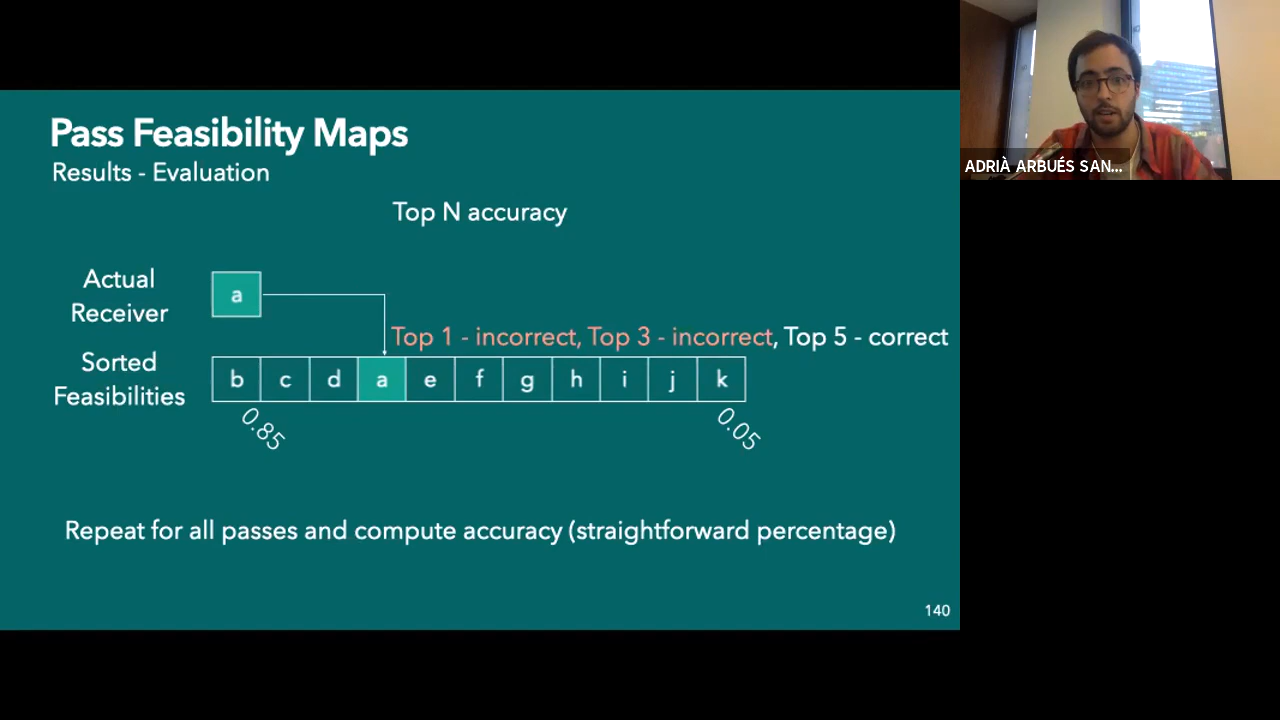 Pass Feasibility Maps
Results - Evaluation
Top N accuracy
Actual
Receiver
a
Top 1 - incorrect, Top 3 - incorrect, Top 5 - correct
Sorted
Feasibilities
b c d a e f g h i j k
0.85 0.05
Repeat for all passes and compute accuracy (straightforward percentage)
140
ADRIÀ ARBUÉS SAN...